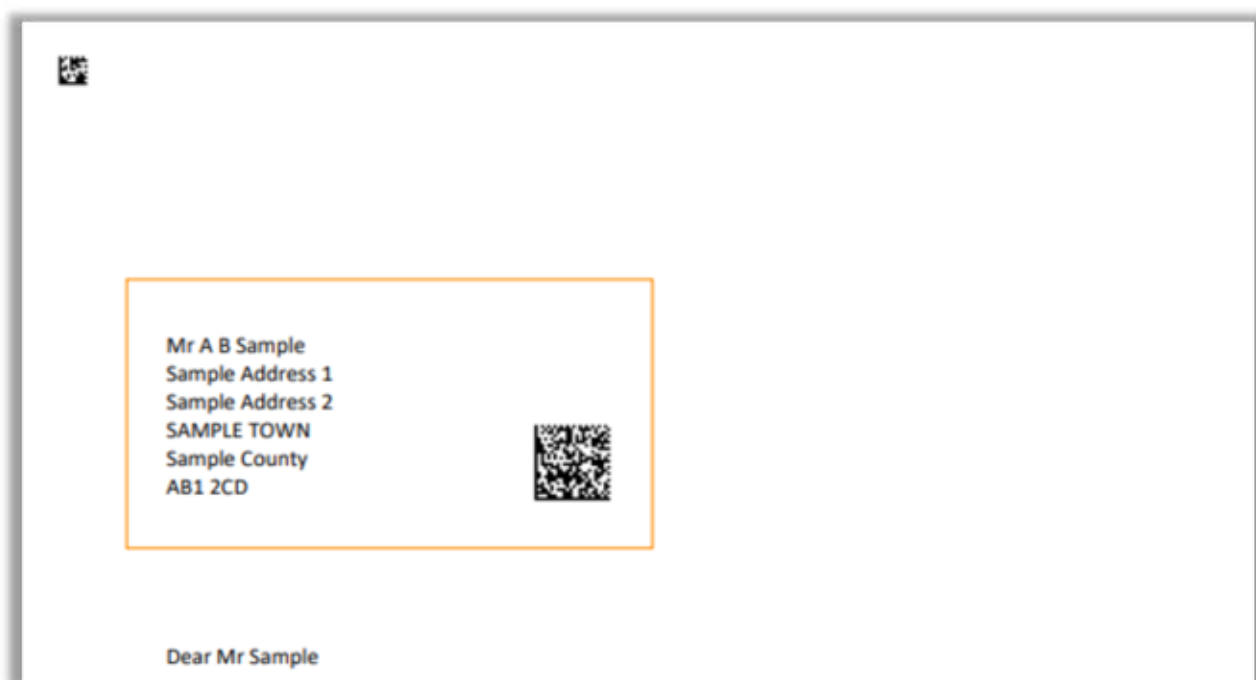 Mr A B Sample
Sample Address 1
Sample Address 2
SAMPLE TOWN
Sample County
AB1 2CD
Dear Mr Sample